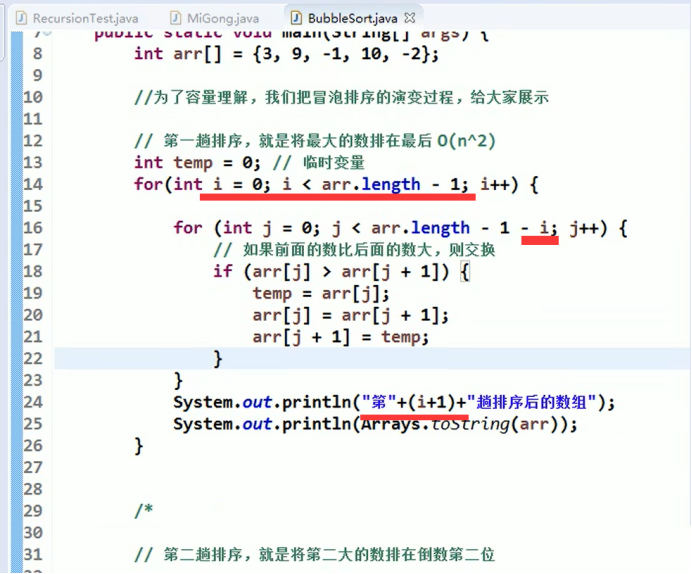 RecursionTest.java MiGong.java BubbleSort.java
7 public static void main(String[] args) {
8 int arr[] = {3, 9, -1, 10, -2};
9
10 //为了容量理解，我们把冒泡排序的演变过程，给大家展示
11
12 // 第一趟排序，就是将最大的数排在最后 O(n^2)
13 int temp = 0; // 临时变量
14 for(int i = 0; i < arr.length - 1; i++) {
15
16 for (int j = 0; j < arr.length - 1 - i; j++) {
17 // 如果前面的数比后面的数大，则交换
18 if (arr[j] > arr[j + 1]) {
19 temp = arr[j];
20 arr[j] = arr[j + 1];
21 arr[j + 1] = temp;
22 }
23 }
24 System.out.println("第"+(i+1)+"趟排序后的数组");
25 System.out.println(Arrays.toString(arr));
26 }
27
28
29 /*
30
31 // 第二趟排序，就是将第二大的数排在倒数第二位